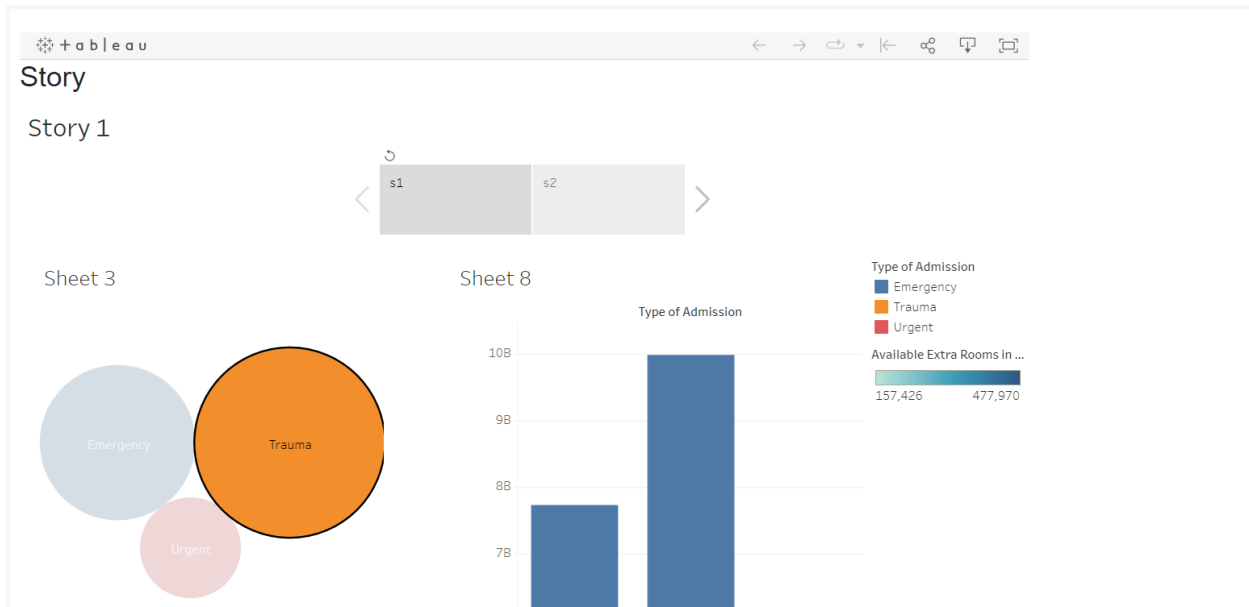 +ableau
Story
Story 1
s1
s2
Sheet 3
Emergency
Trauma
Urgent
Sheet 8
Type of Admission
10B
9B
8B
7B
Type of Admission
Emergency
Trauma
Urgent
Available Extra Rooms in ...
157,426 477,970